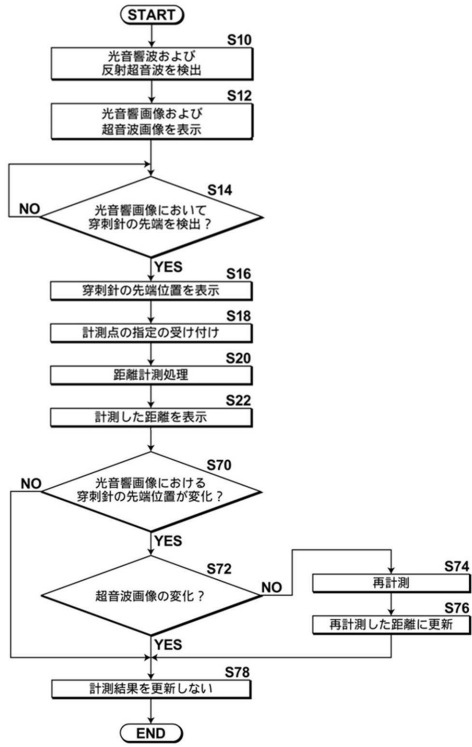 START
S10
光音響波および
反射超音波を検出
S12
光音響画像および
超音波画像を表示
S14
光音響画像において
穿刺針の先端を検出？
NO
YES
S16
穿刺針の先端位置を表示
S18
計測点の指定の受け付け
S20
距離計測処理
S22
計測した距離を表示
S70
光音響画像における
穿刺針の先端位置が変化？
NO
YES
S72
超音波画像の変化？
NO
YES
S74
再計測
S76
再計測した距離に更新
S78
計測結果を更新しない
END